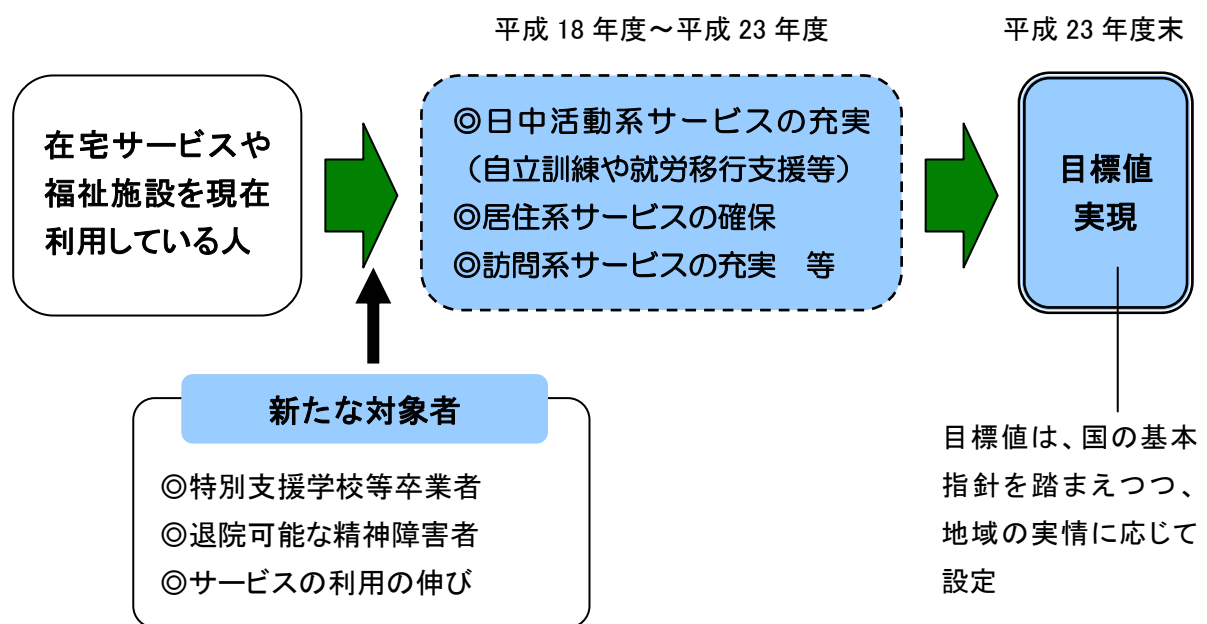 平成 18 年度～平成 23 年度
平成 23 年度末
在宅サービスや
福祉施設を現在
利用している人
◎日中活動系サービスの充実
（自立訓練や就労移行支援等）
◎居住系サービスの確保
◎訪問系サービスの充実　等
目標値
実現
新たな対象者
◎特別支援学校等卒業者
◎退院可能な精神障害者
◎サービスの利用の伸び
目標値は、国の基本
指針を踏まえつつ、
地域の実情に応じて
設定